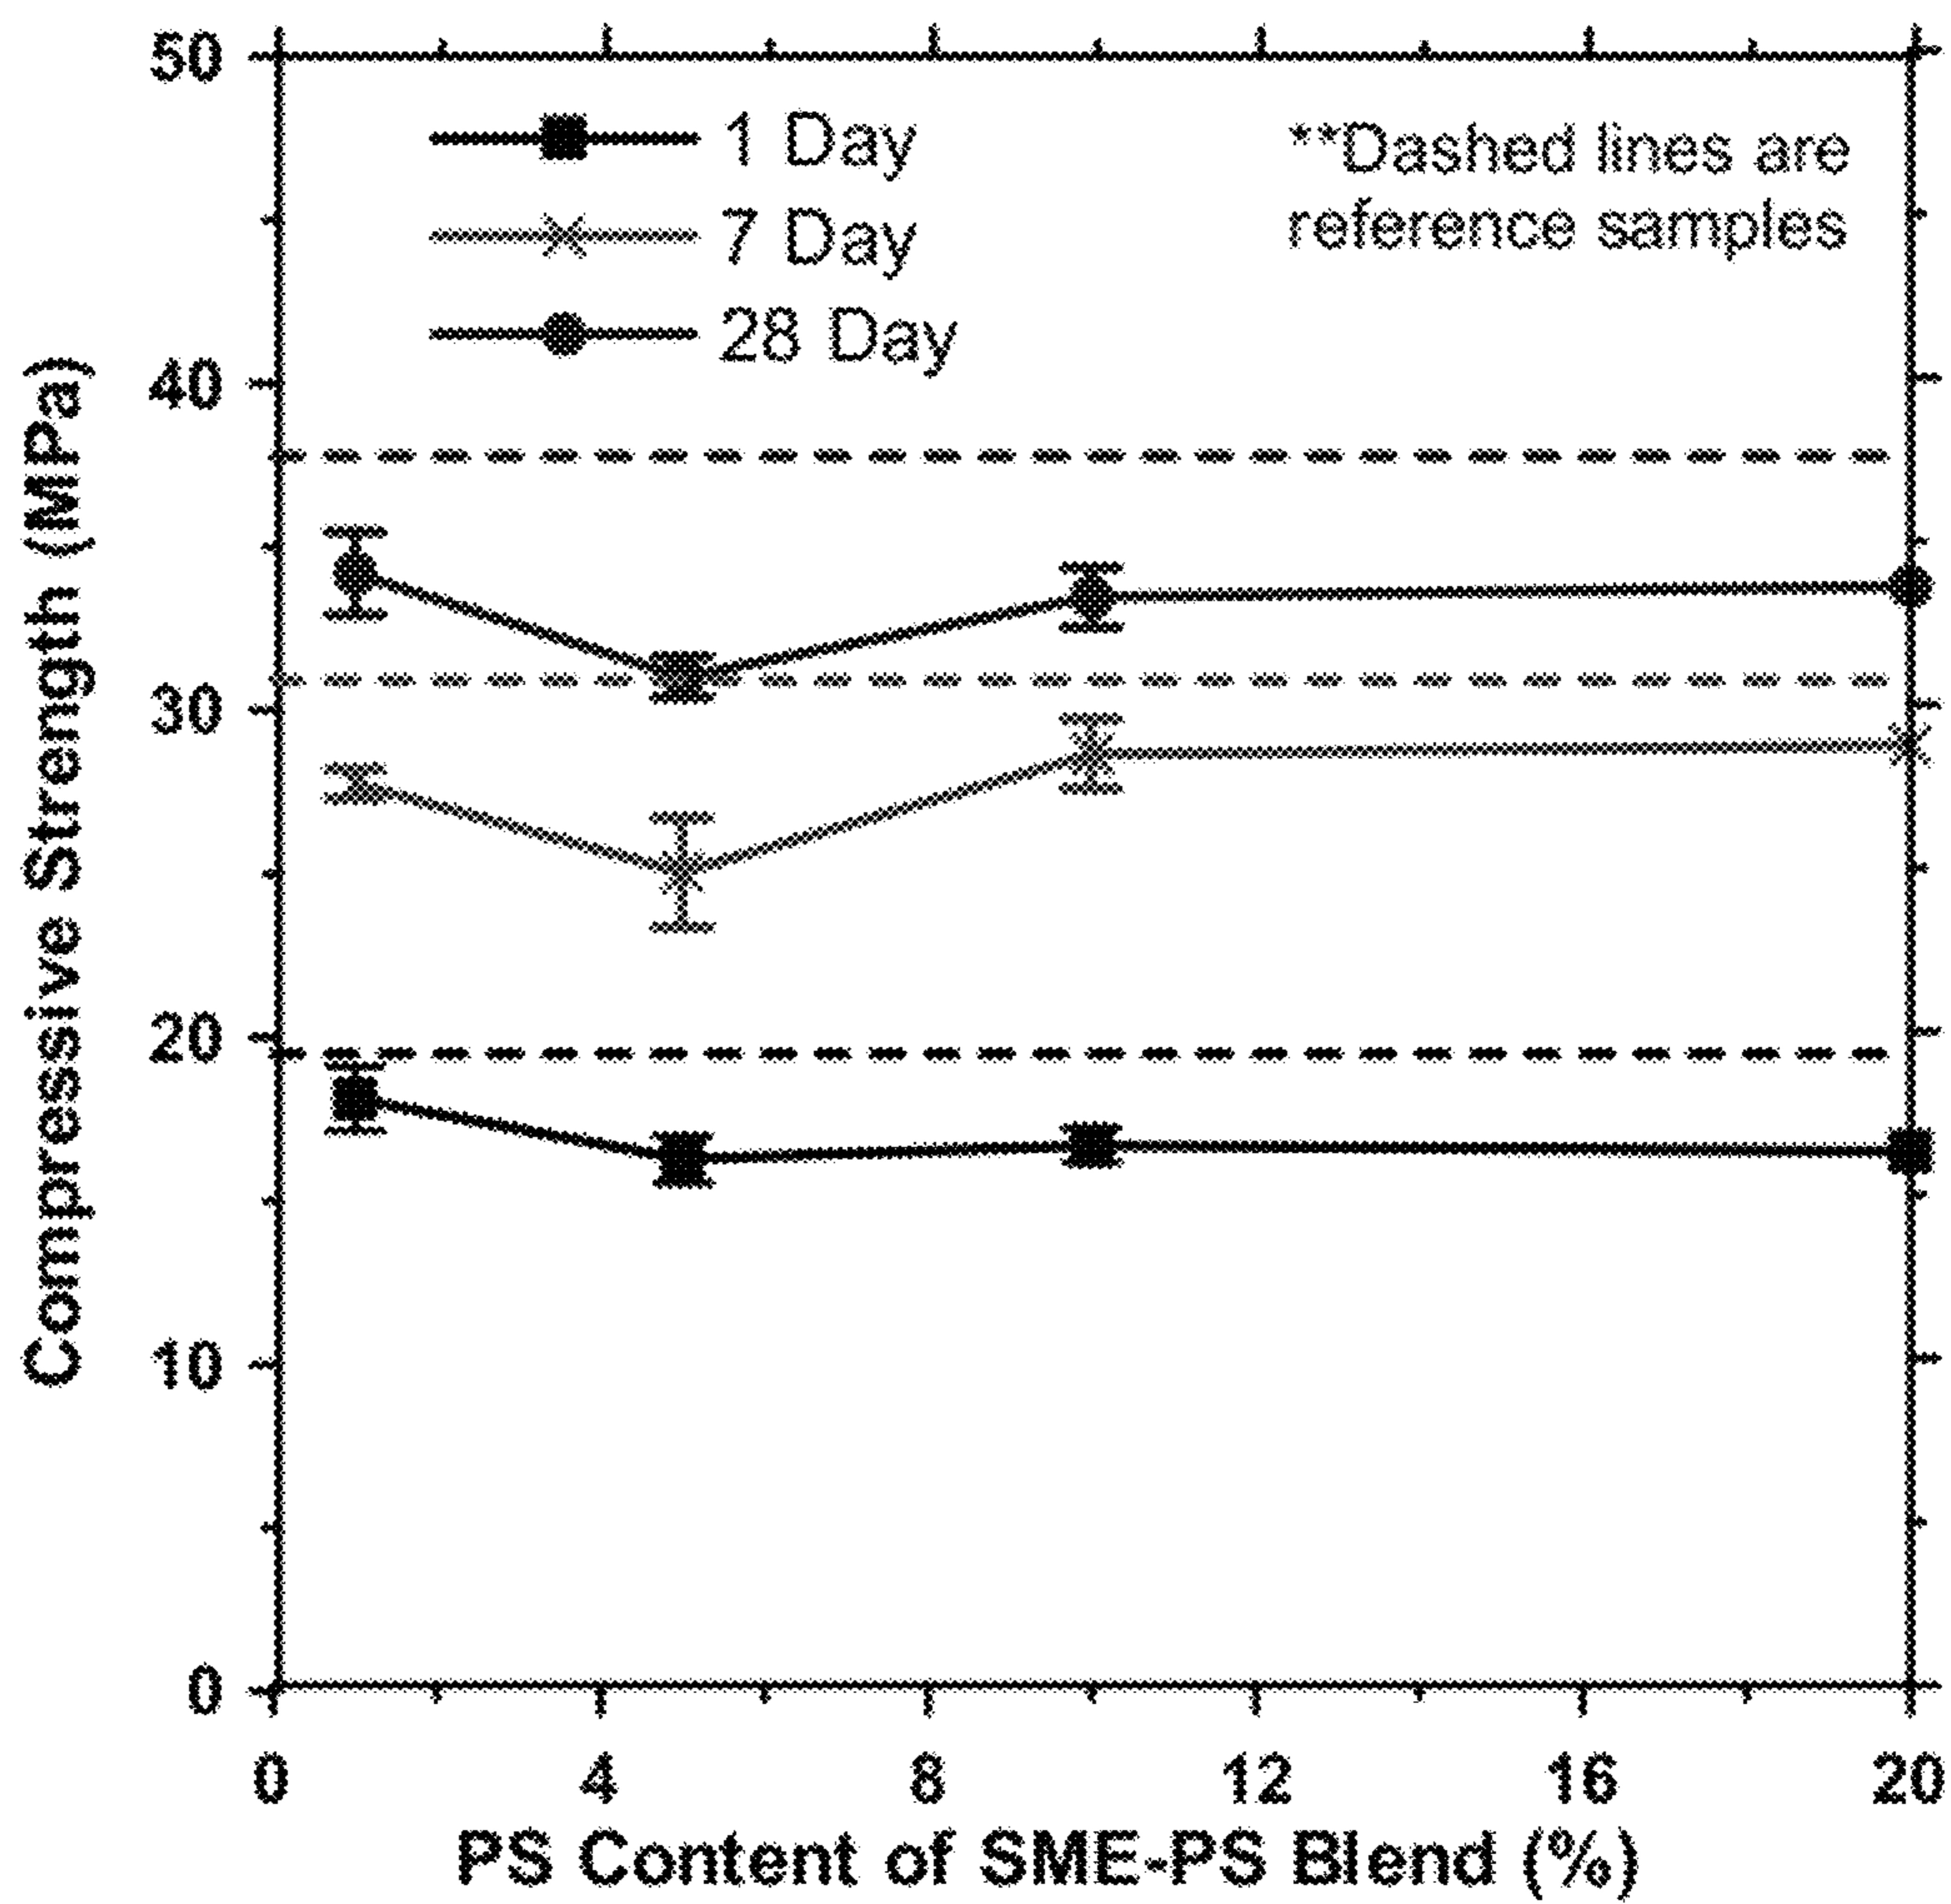 50
40
30
20
10
0
Compressive Strength (MPa)
1 Day
7 Day
28 Day
**Dashed lines are
reference samples
0 4 8 12 16 20
PS Content of SME-PS Blend (%)